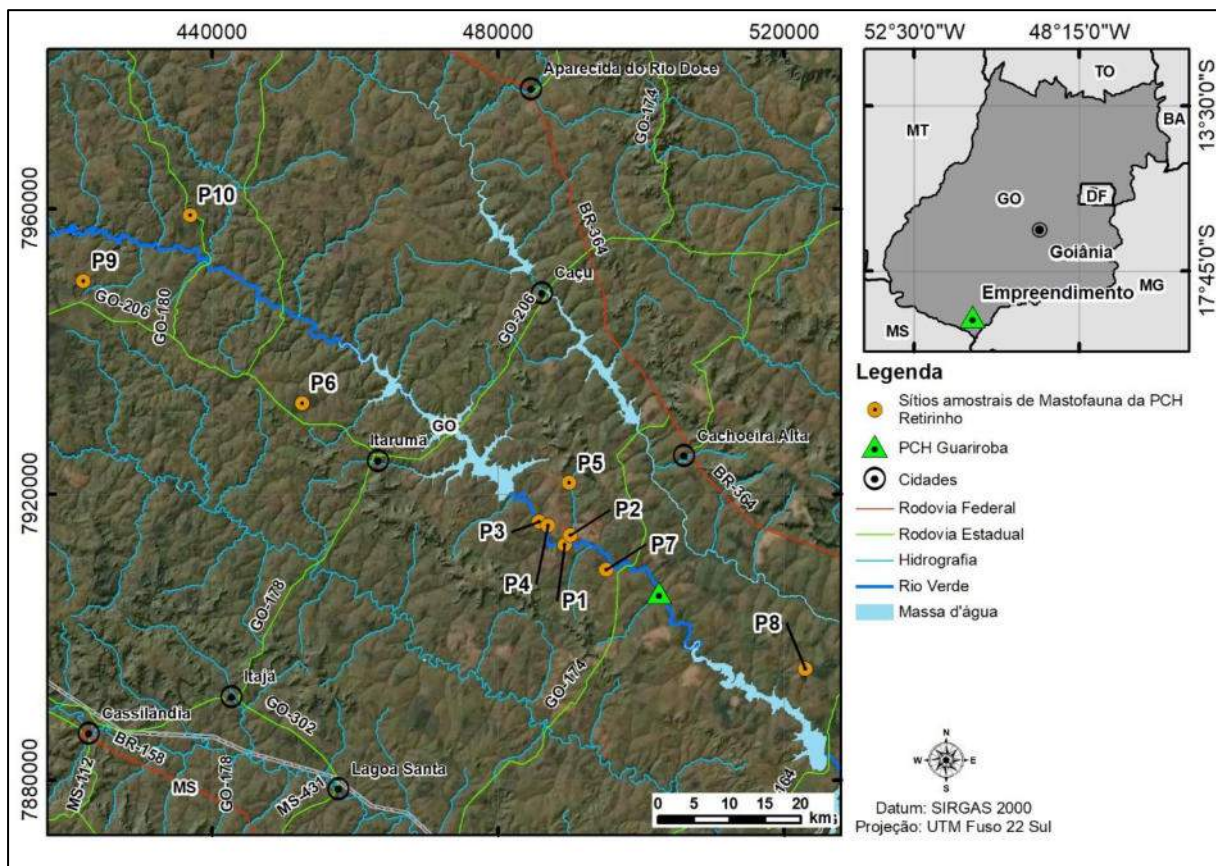 440000
480000
520000
7960000
7920000
7880000
Aparecida do Rio Doce
GO-174
BR-364
P10
P9
GO-206
GO-180
Caçu
GO-206
P6
GO
Itarumã
Cachoeira Alta
BR-364
P5
P2
P3
P7
P4
P1
P8
GO-178
GO-174
Itajá
GO-302
Cassilândia
BR-158
MS-112
GO-178
MS
MS-431
Lagoa Santa
164
0 5 10 15 20
km
52°30'0"W
48°15'0"W
13°30'0"S
17°45'0"S
TO
MT
BA
GO
DF
Goiânia
Empreendimento
MG
MS
Legenda
Sítios amostrais de Mastofauna da PCH
Retirinho
PCH Guariroba
Cidades
Rodovia Federal
Rodovia Estadual
Hidrografia
Rio Verde
Massa d'água
N
W
E
S
Datum: SIRGAS 2000
Projeção: UTM Fuso 22 Sul